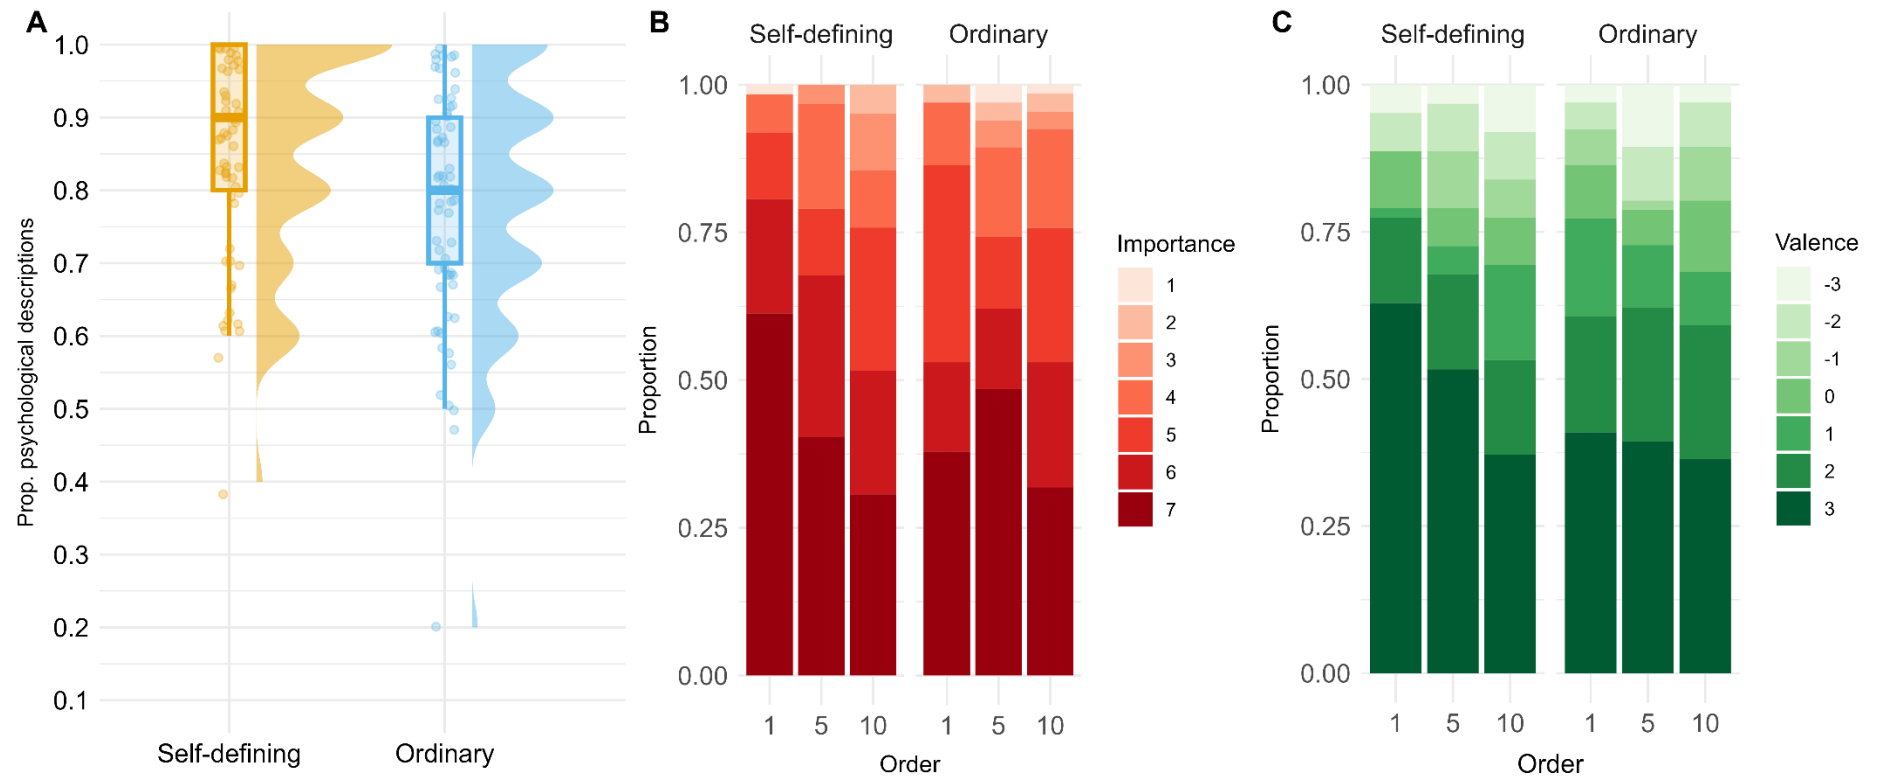 A
Prop. psychological descriptions
1.0
0.9
0.8
0.7
0.6
0.5
0.4
0.3
0.2
0.1
Self-defining Ordinary
B
Self-defining Ordinary
Proportion
1.00
0.75
0.50
0.25
0.00
1 5 10 1 5 10
Order
Importance
1
2
3
4
5
6
7
C
Self-defining Ordinary
Proportion
1.00
0.75
0.50
0.25
0.00
1 5 10 1 5 10
Order
Valence
-3
-2
-1
0
1
2
3